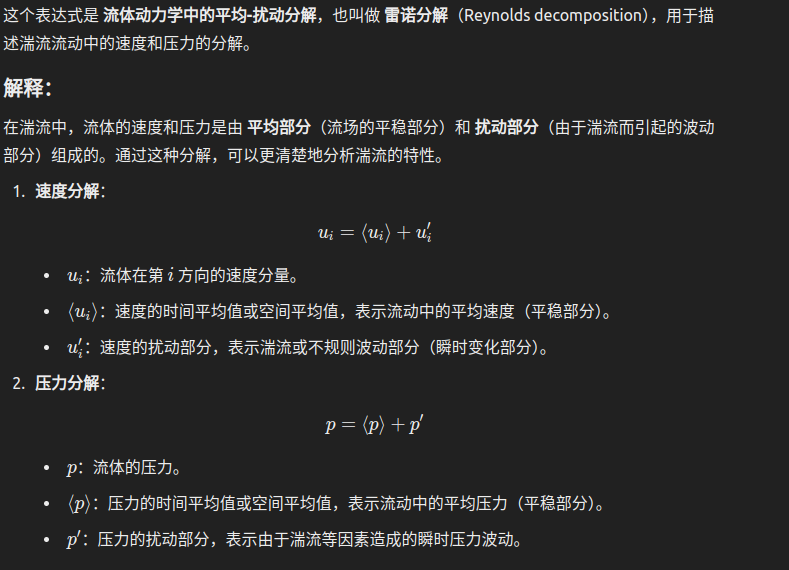 这个表达式是 流体动力学中的平均-扰动分解，也叫做 雷诺分解（Reynolds decomposition），用于描
述湍流流动中的速度和压力的分解。
解释：
在湍流中，流体的速度和压力是由 平均部分（流场的平稳部分）和 扰动部分（由于湍流而引起的波动
部分）组成的。通过这种分解，可以更清楚地分析湍流的特性。
1. 速度分解：
u_i = ⟨u_i⟩ + u_i′
• u_i：流体在第 i 方向的速度分量。
• ⟨u_i⟩：速度的时间平均值或空间平均值，表示流动中的平均速度（平稳部分）。
• u_i′：速度的扰动部分，表示湍流或不规则波动部分（瞬时变化部分）。
2. 压力分解：
p = ⟨p⟩ + p′
• p：流体的压力。
• ⟨p⟩：压力的时间平均值或空间平均值，表示流动中的平均压力（平稳部分）。
• p′：压力的扰动部分，表示由于湍流等因素造成的瞬时压力波动。